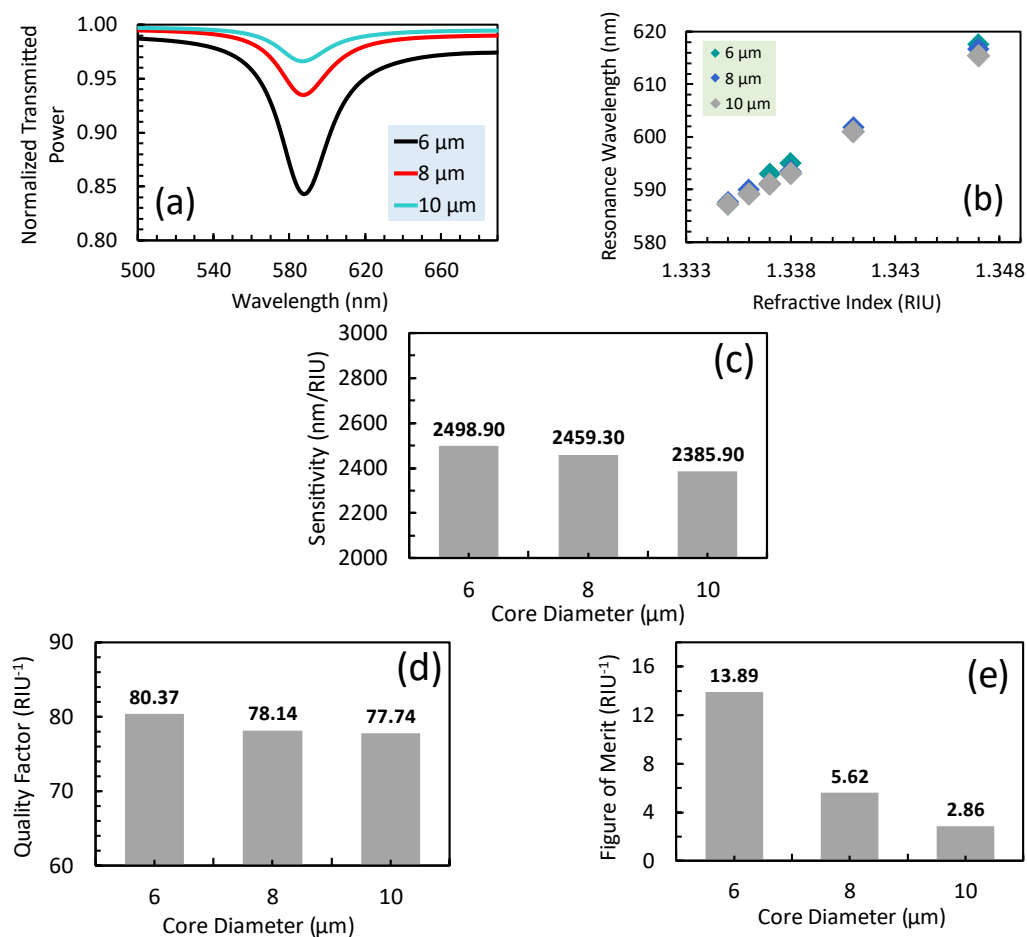 Normalized Transmitted
Power
1.00
0.95
0.90
0.85
0.80
(a)
6 µm
8 µm
10 µm
500 540 580 620 660
Wavelength (nm)
Resonance Wavelength (nm)
620
610
600
590
580
6 µm
8 µm
10 µm
(b)
1.333 1.338 1.343 1.348
Refractive Index (RIU)
Sensitivity (nm/RIU)
3000
2800
2600
2400
2200
2000
(c)
2498.90
2459.30
2385.90
6 8 10
Core Diameter (µm)
Quality Factor (RIU⁻¹)
90
80
70
60
(d)
80.37
78.14
77.74
6 8 10
Core Diameter (µm)
Figure of Merit (RIU⁻¹)
16
12
8
4
0
(e)
13.89
5.62
2.86
6 8 10
Core Diameter (µm)